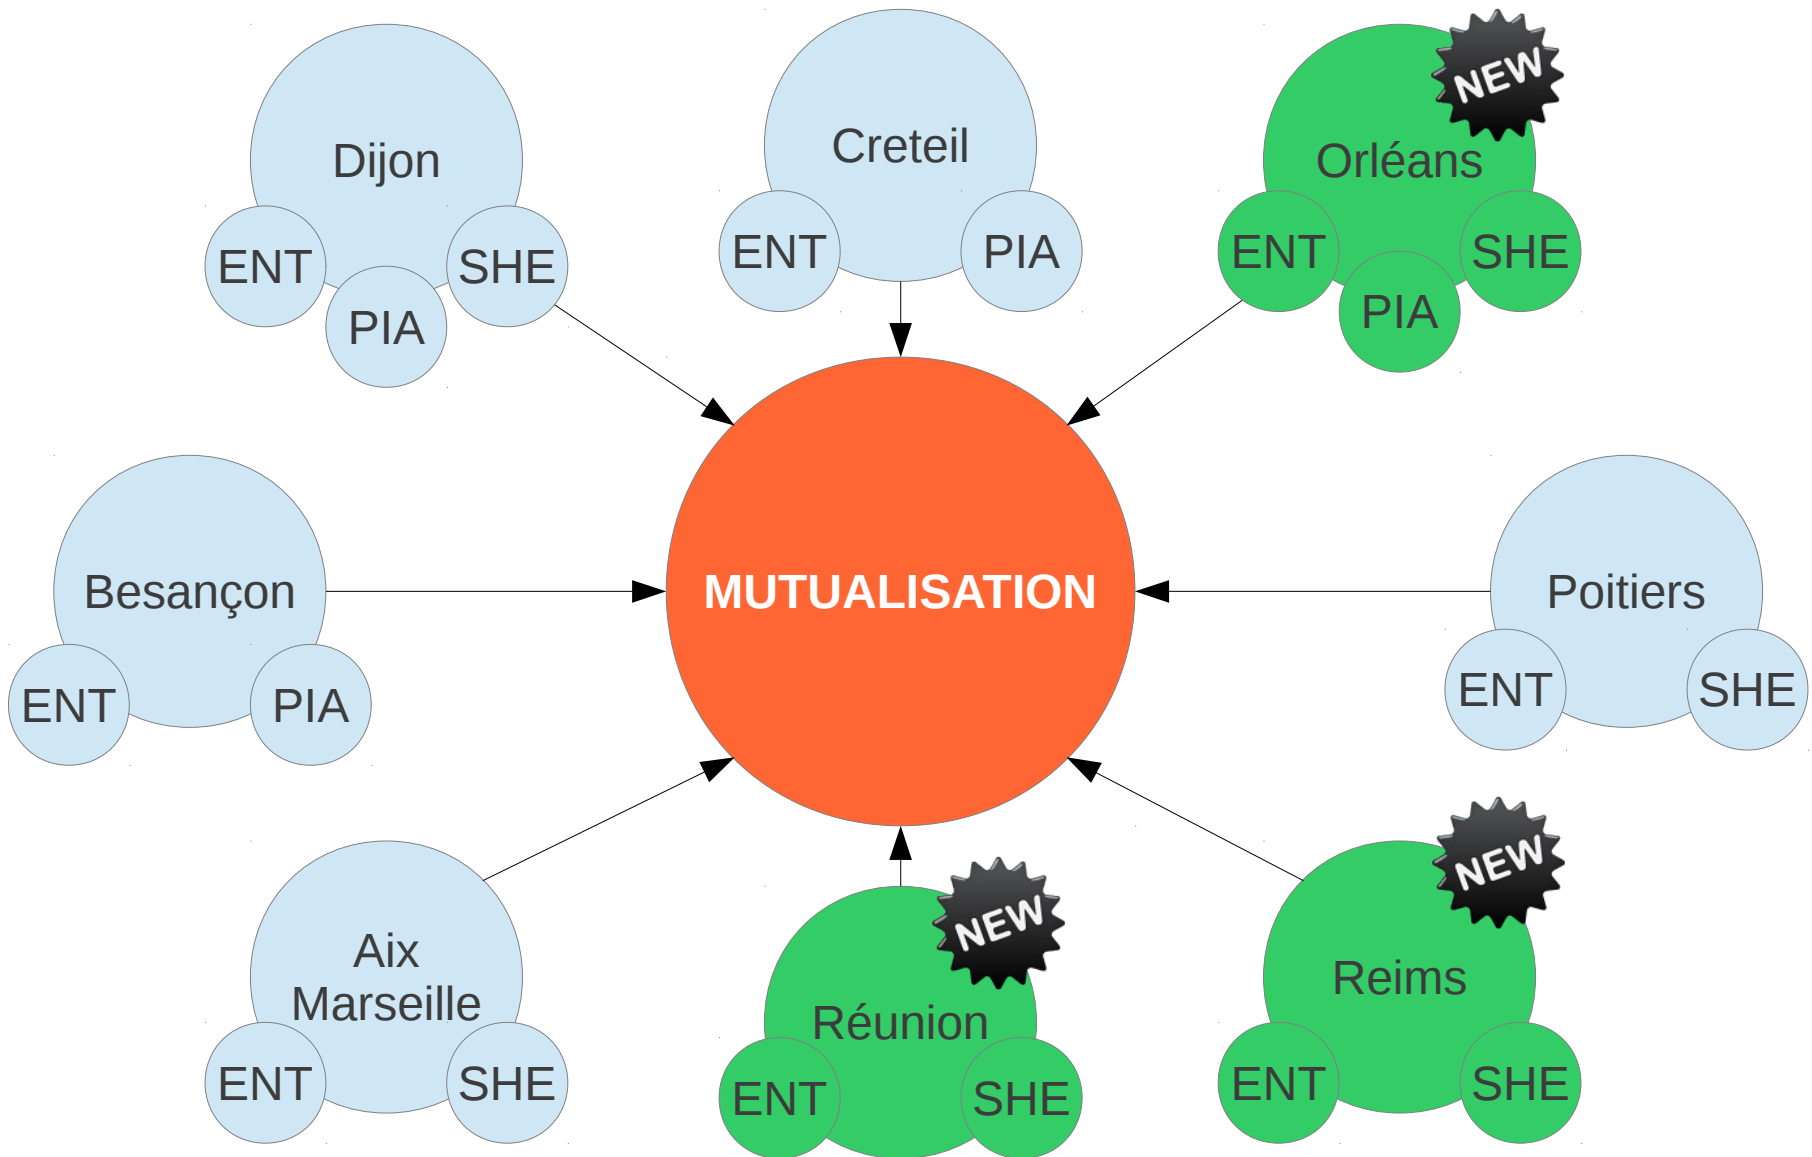 Dijon
ENT
PIA
SHE
Creteil
ENT
PIA
NEW
Orléans
ENT
PIA
SHE
Besançon
ENT
PIA
MUTUALISATION
Poitiers
ENT
SHE
Aix
Marseille
ENT
SHE
NEW
Réunion
ENT
SHE
NEW
Reims
ENT
SHE